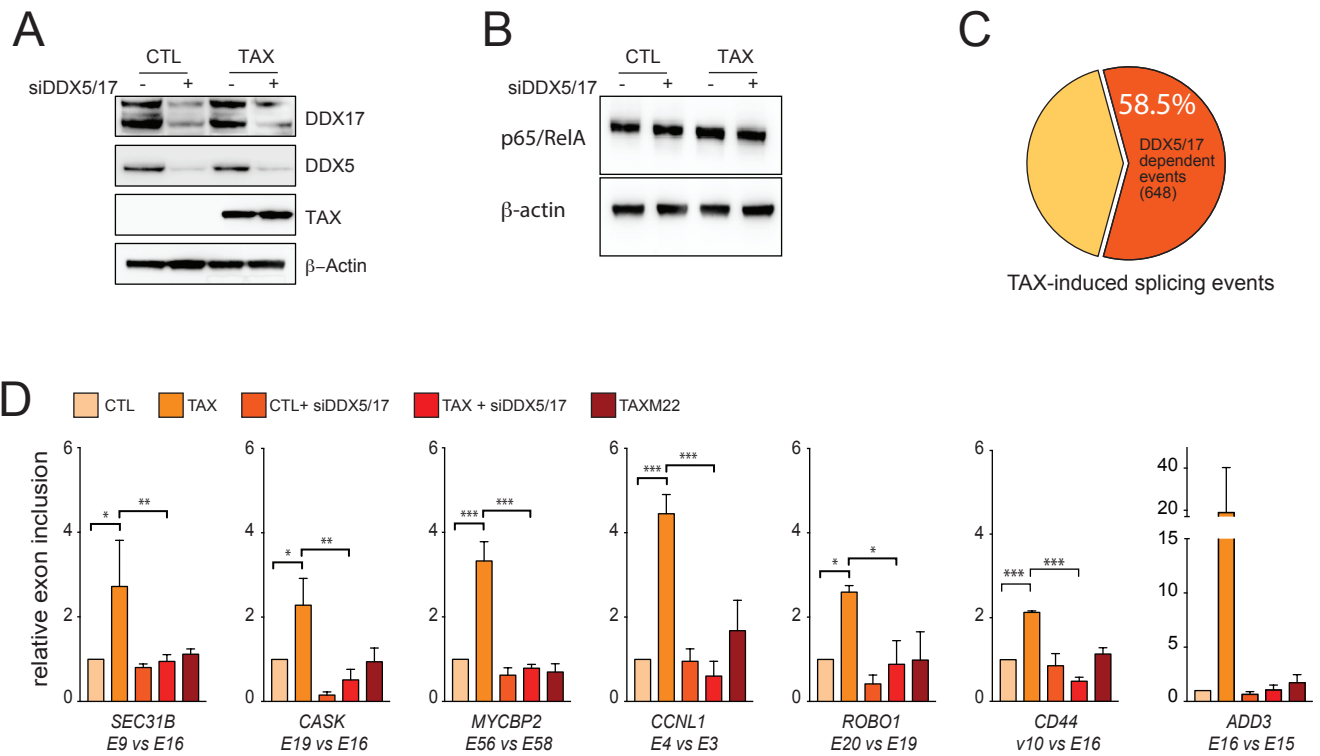 A
CTL TAX
siDDX5/17 - + - +
DDX17
DDX5
TAX
β–Actin
B
CTL TAX
siDDX5/17 - + - +
p65/RelA
β-actin
C
58.5%
DDX5/17
dependent
events
(648)
TAX-induced splicing events
D
CTL TAX CTL+ siDDX5/17 TAX + siDDX5/17 TAXM22
relative exon inclusion
6
4
2
0
* **
SEC31B
E9 vs E16
6
4
2
0
* **
CASK
E19 vs E16
6
4
2
0
*** ***
MYCBP2
E56 vs E58
6
4
2
0
*** ***
CCNL1
E4 vs E3
6
4
2
0
* *
ROBO1
E20 vs E19
6
4
2
0
*** ***
CD44
v10 vs E16
40
20
15
10
5
0
ADD3
E16 vs E15